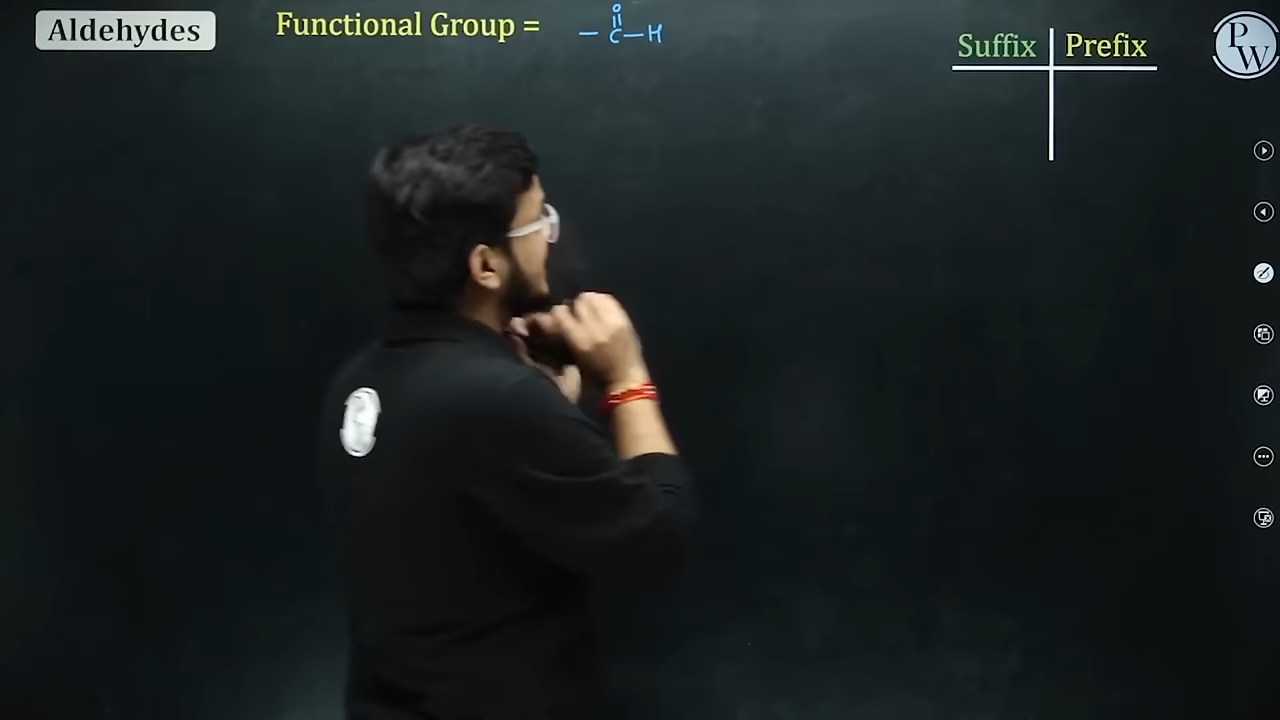 Aldehydes
Functional Group =
O
||
– C – H
Suffix | Prefix
PW